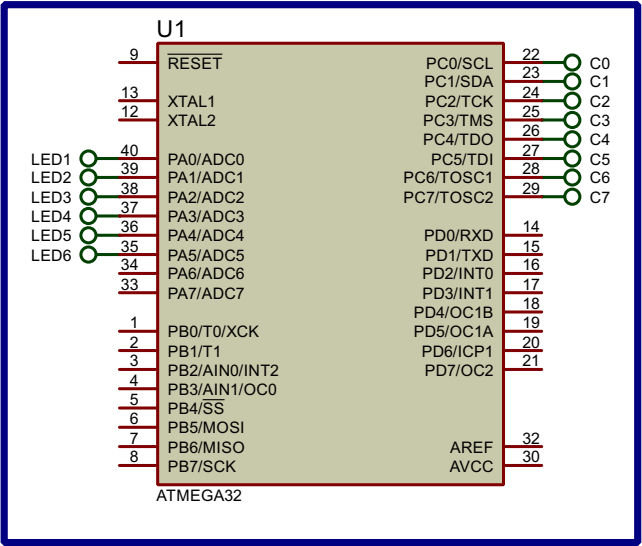 U1
9 RESET PC0/SCL 22 C0
PC1/SDA 23 C1
13 XTAL1 PC2/TCK 24 C2
12 XTAL2 PC3/TMS 25 C3
PC4/TDO 26 C4
LED1 40 PA0/ADC0 PC5/TDI 27 C5
LED2 39 PA1/ADC1 PC6/TOSC1 28 C6
LED3 38 PA2/ADC2 PC7/TOSC2 29 C7
LED4 37 PA3/ADC3
LED5 36 PA4/ADC4 PD0/RXD 14
LED6 35 PA5/ADC5 PD1/TXD 15
34 PA6/ADC6 PD2/INT0 16
33 PA7/ADC7 PD3/INT1 17
PD4/OC1B 18
1 PB0/T0/XCK PD5/OC1A 19
2 PB1/T1 PD6/ICP1 20
3 PB2/AIN0/INT2 PD7/OC2 21
4 PB3/AIN1/OC0
5 PB4/SS
6 PB5/MOSI
7 PB6/MISO AREF 32
8 PB7/SCK AVCC 30
ATMEGA32